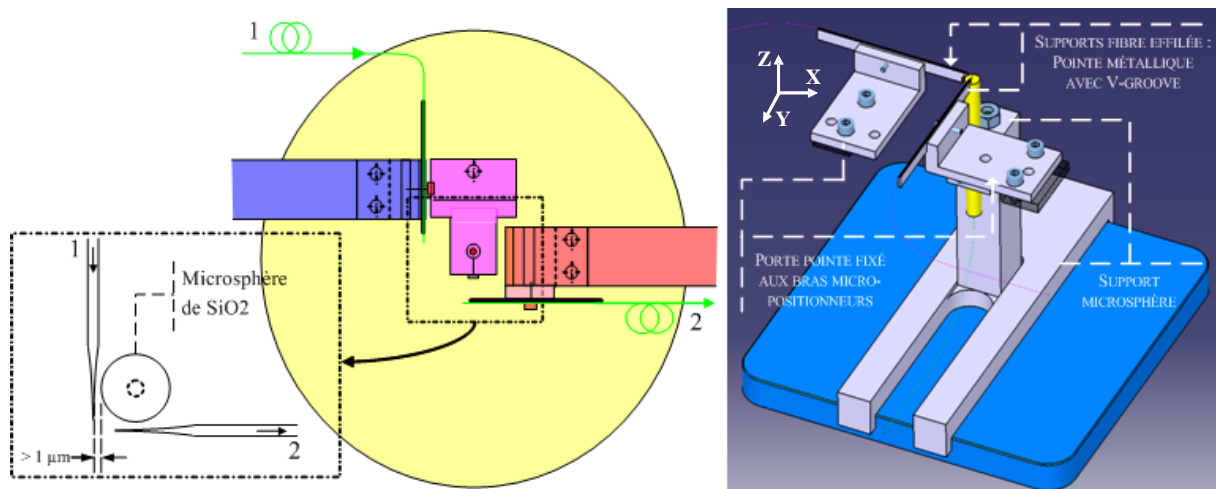 1
2
1
Microsphère
de SiO2
2
> 1 µm
Z
X
Y
SUPPORTS FIBRE EFFILÉE :
POINTE MÉTALLIQUE
AVEC V-GROOVE
PORTE POINTE FIXÉ
AUX BRAS MICRO-
POSITIONNEURS
SUPPORT
MICROSPHÈRE